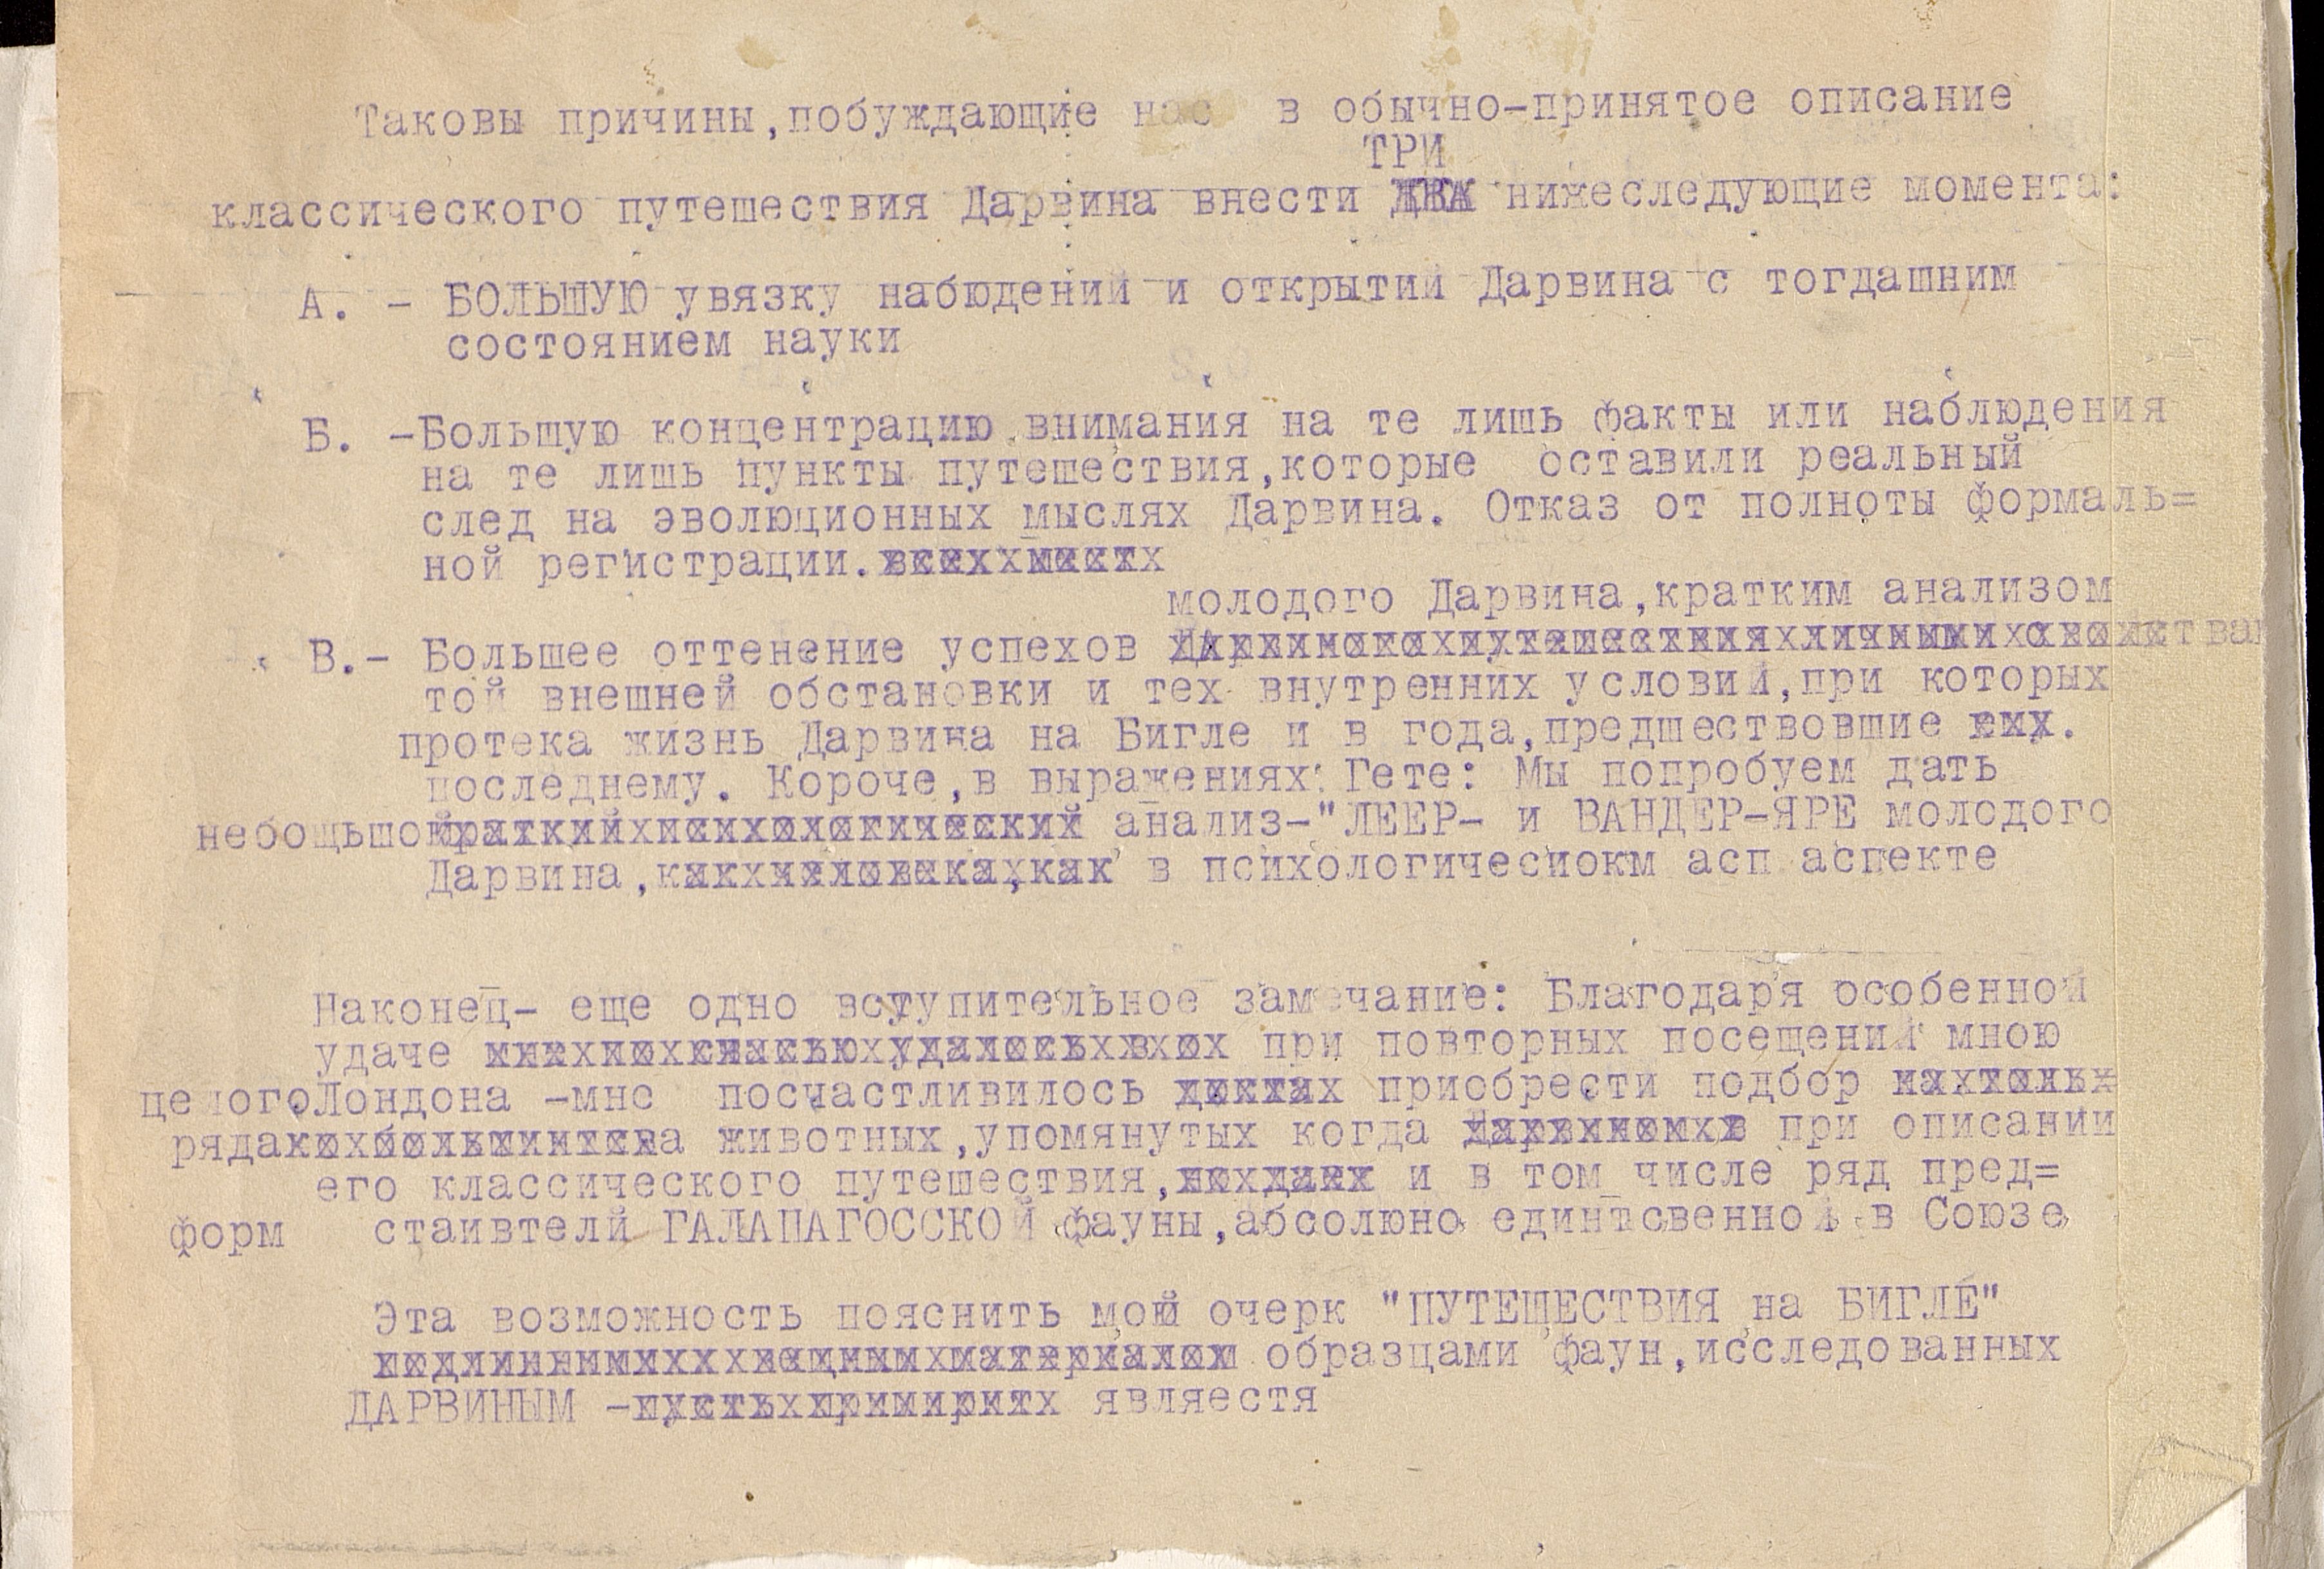 Таковы причины,побуждающие нас в обычно-принятое описание
ТРИ
классического путешествия Дарвина внести ДВА нижеследующие момента:
А. - БОЛЬШУЮ увязку набюдений и открытий Дарвина с тогдашним
состоянием науки
Б. -Большую концентрацию внимания на те лишь факты или наблюдения
на те лишь пункты путешествия,которые оставили реальный
след на эволюционных мыслях Дарвина. Отказ от полноты формаль=
ной регистрации.
молодого Дарвина,кратким анализом
В.- Большее оттенение успехов
той внешней обстановки и тех внутренних условий,при которых
протека жизнь Дарвина на Бигле и в года,предшествовшие
последнему. Короче,в выражениях Гете: Мы попробуем дать
небощьшой анализ-"ЛЕЕР- и ВАНДЕР-ЯРЕ молодого
Дарвина, в психологичесиокм асп аспекте
Наконец- еще одно вступительное замечание: Благодаря особенной
удаче при повторных посещений мною
целогоЛондона -мне посчастливилось приобрести подбор
ряда животных,упомянутых когда при описании
его классического путешествия, и в том числе ряд пред=
форм стаивтелй ГАЛАПАГОССКОЙ фауны,абсолюно единтсвенной в Союзе
Эта возможность пояснить мой очерк "ПУТЕШЕСТВИЯ на БИГЛЕ"
образцами фаун,исследованных
ДАРВИНЫМ - являестя